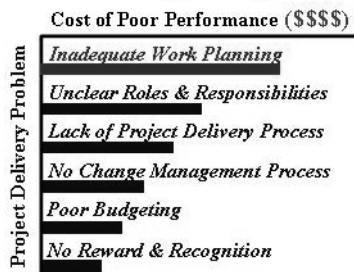 Cost of Poor Performance ($$$$)
Project Delivery Problem
Inadequate Work Planning
Unclear Roles & Responsibilities
Lack of Project Delivery Process
No Change Management Process
Poor Budgeting
No Reward & Recognition